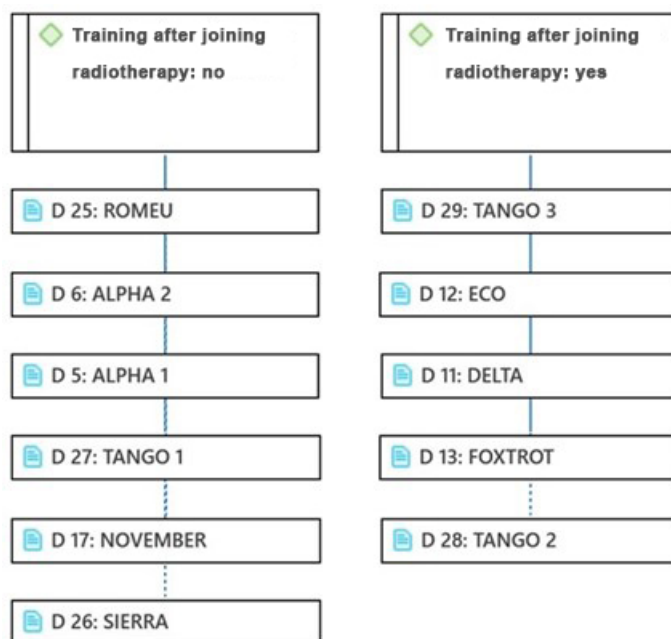 Training after joining
radiotherapy: no
D 25: ROMEU
D 6: ALPHA 2
D 5: ALPHA 1
D 27: TANGO 1
D 17: NOVEMBER
D 26: SIERRA
Training after joining
radiotherapy: yes
D 29: TANGO 3
D 12: ECO
D 11: DELTA
D 13: FOXTROT
D 28: TANGO 2